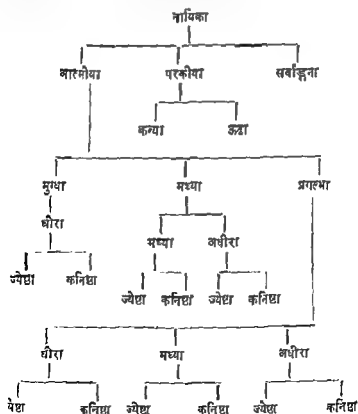 नायिका
आत्मीया परकीया सर्वाङ्गना
कन्या ऊढा
मुग्धा मध्या प्रगल्भा
धीरा
मध्या अधीरा
ज्येष्ठा कनिष्ठा
ज्येष्ठा कनिष्ठा ज्येष्ठा कनिष्ठा
धीरा मध्या अधीरा
येष्ठा कनिष्ठा ज्येष्ठा कनिष्ठा ज्येष्ठा कनिष्ठा